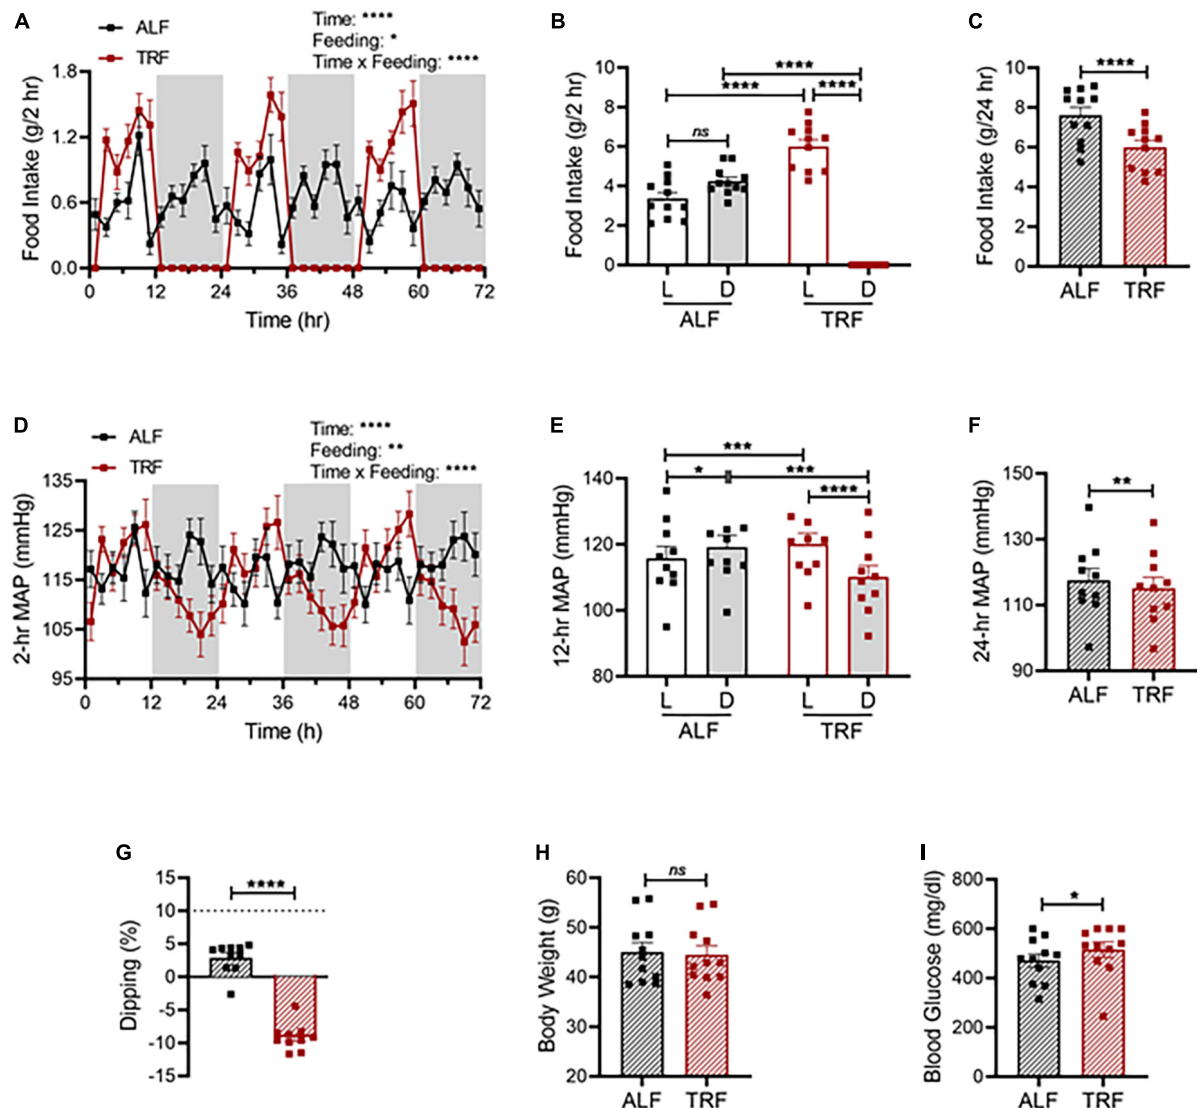 A
ALF
TRF
Time: ****
Feeding: *
Time x Feeding: ****
Food Intake (g/2 hr)
1.8
1.2
0.6
0.0
0 12 24 36 48 60 72
Time (hr)
B
Food Intake (g/2 hr)
10
8
6
4
2
0
****
**** ****
ns
L D L D
ALF TRF
C
Food Intake (g/24 hr)
10
8
6
4
2
0
****
ALF TRF
D
ALF
TRF
Time: ****
Feeding: **
Time x Feeding: ****
2-hr MAP (mmHg)
135
125
115
105
95
0 12 24 36 48 60 72
Time (h)
E
12-hr MAP (mmHg)
140
120
100
80
***
* ***
****
L D L D
ALF TRF
F
24-hr MAP (mmHg)
150
130
110
90
**
ALF TRF
G
Dipping (%)
15
10
5
0
-5
-10
-15
****
H
Body Weight (g)
60
50
40
30
20
ns
ALF TRF
I
Blood Glucose (mg/dl)
800
600
400
200
0
*
ALF TRF